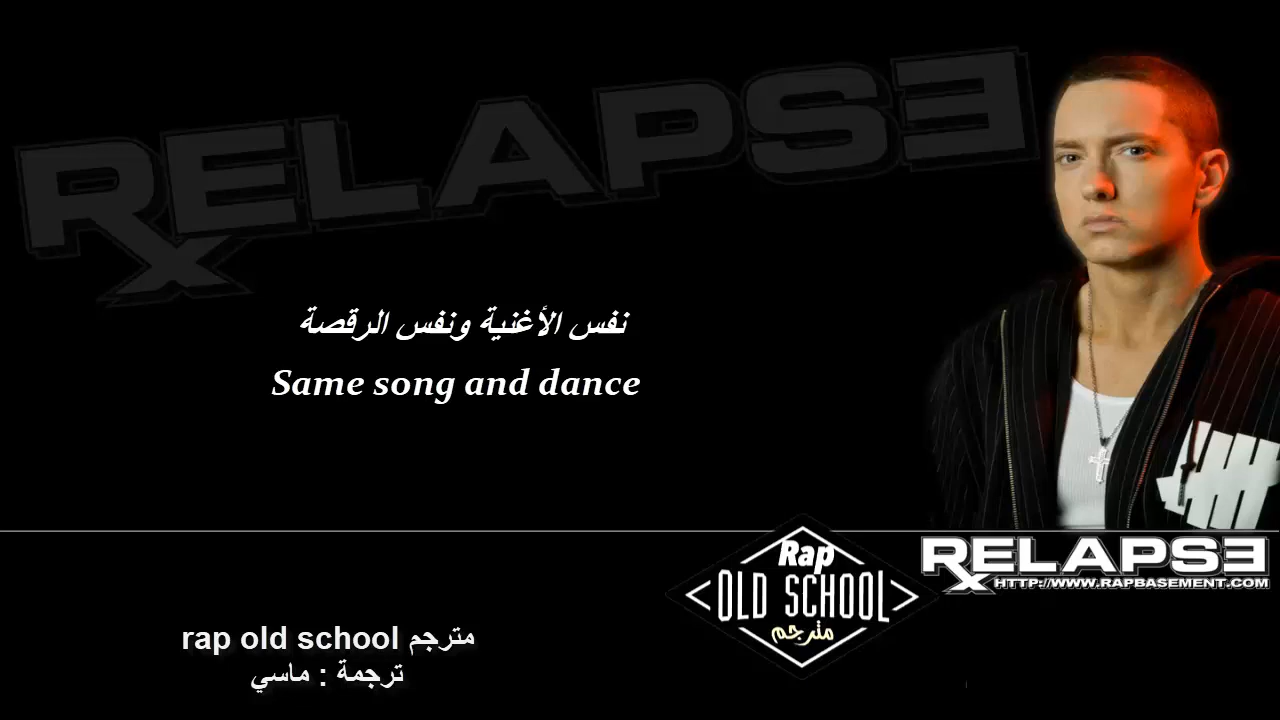 RELAPSE
نفس الأغنية ونفس الرقصة
Same song and dance
Rap
OLD SCHOOL
مترجم
RELAPSE
HTTP://WWW.RAPBASEMENT.COM
rap old school مترجم
ترجمة : ماسي